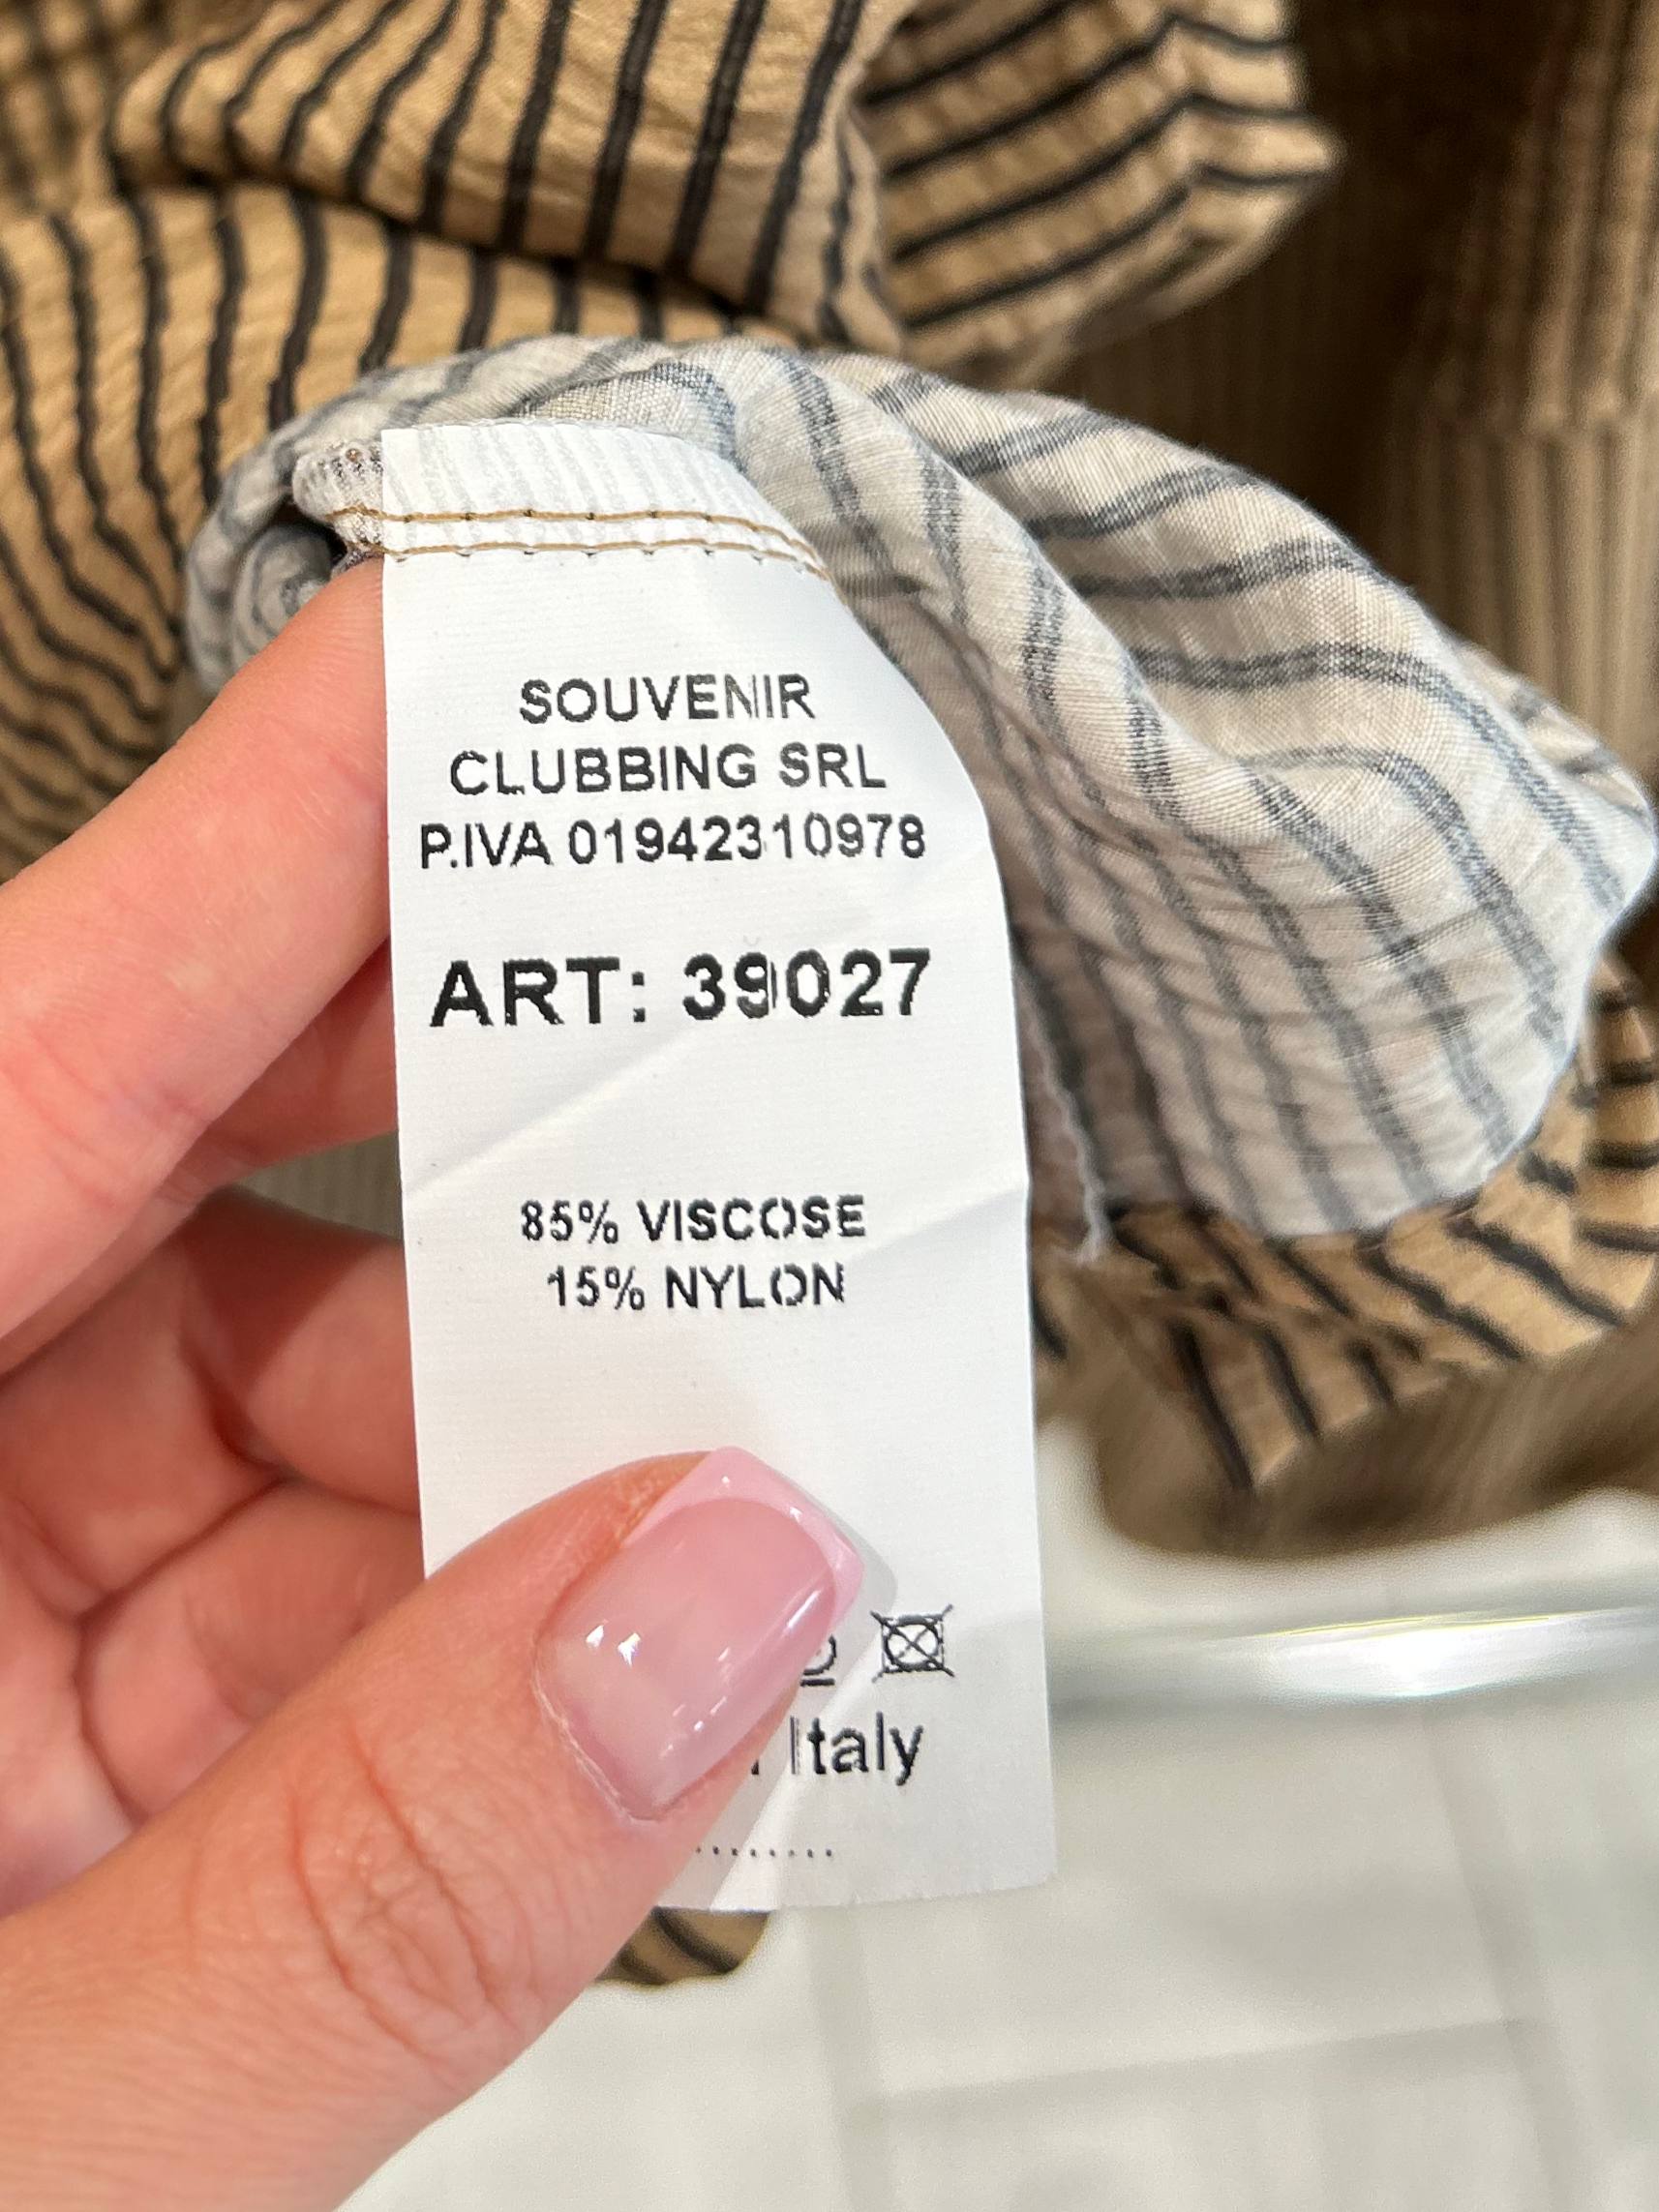 SOUVENIR
CLUBBING SRL
P.IVA 01942310978
ART: 39027
85% VISCOSE
15% NYLON
Italy